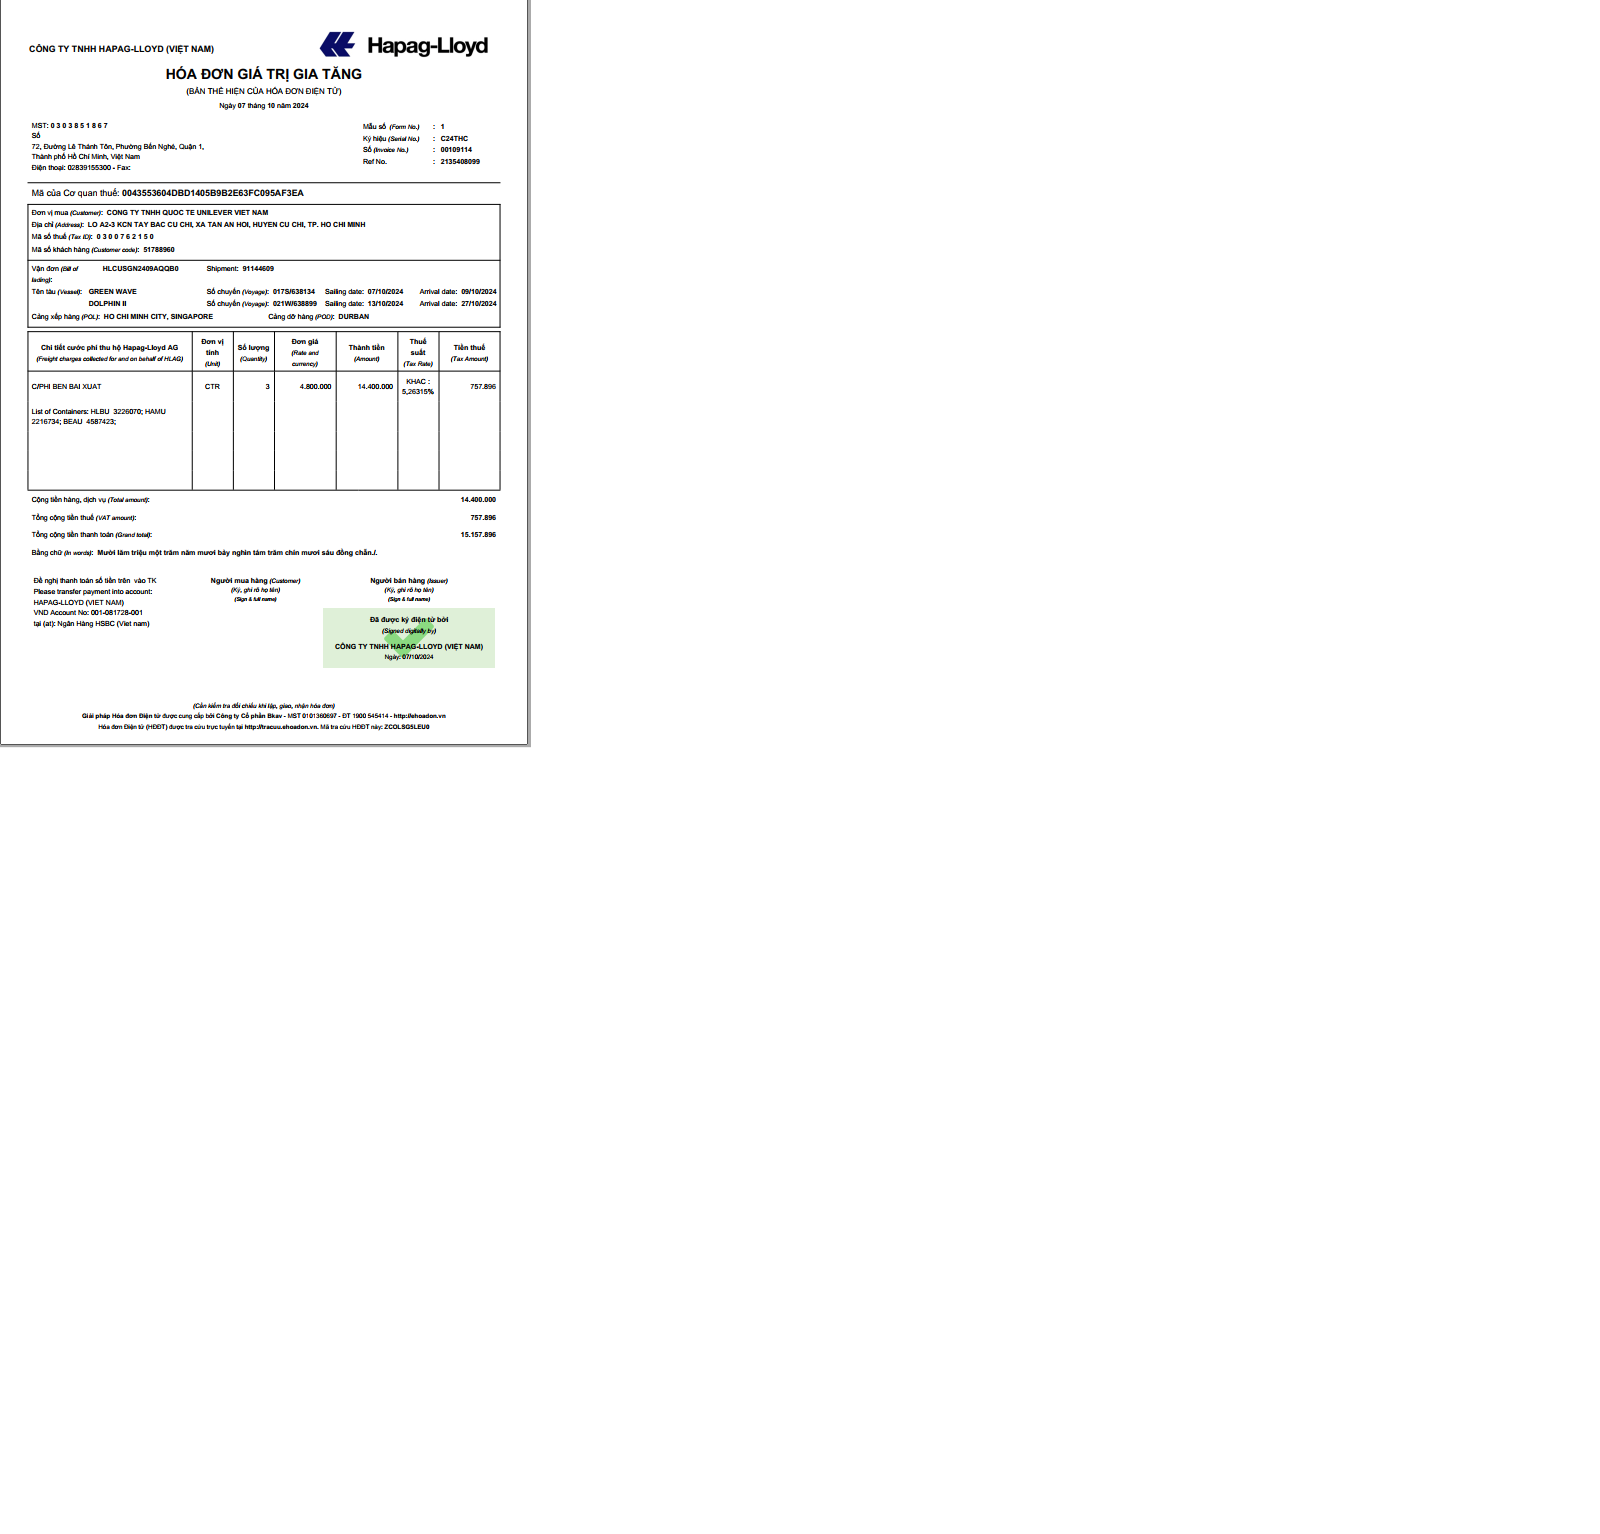 CÔNG TY TNHH HAPAG-LLOYD (VIỆT NAM)
Hapag-Lloyd
HÓA ĐƠN GIÁ TRỊ GIA TĂNG
(BẢN THỂ HIỆN CỦA HÓA ĐƠN ĐIỆN TỬ)
Ngày 07 tháng 10 năm 2024
MST: 0 3 0 3 8 5 1 8 6 7
Số
72, Đường Lê Thánh Tôn, Phường Bến Nghé, Quận 1,
Thành phố Hồ Chí Minh, Việt Nam
Điện thoại: 02839155300 - Fax:
Mẫu số (Form No.) : 1
Ký hiệu (Serial No.) : C24THC
Số (Invoice No.) : 00109114
Ref No. : 2135408099
Mã của Cơ quan thuế: 0043553604DBD1405B9B2E63FC095AF3EA
Đơn vị mua (Customer): CONG TY TNHH QUOC TE UNILEVER VIET NAM
Địa chỉ (Address): LO A2-3 KCN TAY BAC CU CHI, XA TAN AN HOI, HUYEN CU CHI, TP. HO CHI MINH
Mã số thuế (Tax ID): 0 3 0 0 7 6 2 1 5 0
Mã số khách hàng (Customer code): 51788960
Vận đơn (Bill of lading): HLCUSGN2409AQQB0 Shipment: 91144609
Tên tàu (Vessel): GREEN WAVE Số chuyến (Voyage): 017S/638134 Sailing date: 07/10/2024 Arrival date: 09/10/2024
DOLPHIN II Số chuyến (Voyage): 021W/638899 Sailing date: 13/10/2024 Arrival date: 27/10/2024
Cảng xếp hàng (POL): HO CHI MINH CITY, SINGAPORE Cảng dỡ hàng (POD): DURBAN
Chi tiết cước phí thu hộ Hapag-Lloyd AG
(Freight charges collected for and on behalf of HLAG)
Đơn vị
tính
(Unit)
Số lượng
(Quantity)
Đơn giá
(Rate and
currency)
Thành tiền
(Amount)
Thuế
suất
(Tax Rate)
Tiền thuế
(Tax Amount)
C/PHI BEN BAI XUAT CTR 3 4.800.000 14.400.000 KHAC : 5,26315% 757.896
List of Containers: HLBU 3226070; HAMU
2216734; BEAU 4587423;
Cộng tiền hàng, dịch vụ (Total amount): 14.400.000
Tổng cộng tiền thuế (VAT amount): 757.896
Tổng cộng tiền thanh toán (Grand total): 15.157.896
Bằng chữ (In words): Mười lăm triệu một trăm năm mươi bảy nghìn tám trăm chín mươi sáu đồng chẵn./.
Đề nghị thanh toán số tiền trên vào TK
Please transfer payment into account:
HAPAG-LLOYD (VIET NAM)
VND Account No: 001-081728-001
tại (at): Ngân Hàng HSBC (Viet nam)
Người mua hàng (Customer)
(Ký, ghi rõ họ tên)
(Sign & full name)
Người bán hàng (Issuer)
(Ký, ghi rõ họ tên)
(Sign & full name)
Đã được ký điện tử bởi
(Signed digitally by)
CÔNG TY TNHH HAPAG-LLOYD (VIỆT NAM)
Ngày: 07/10/2024
(Cần kiểm tra đối chiếu khi lập, giao, nhận hóa đơn)
Giải pháp Hóa đơn Điện tử được cung cấp bởi Công ty Cổ phần Bkav - MST 0101360697 - ĐT 1900 545414 - http://ehoadon.vn
Hóa đơn Điện tử (HĐĐT) được tra cứu trực tuyến tại http://tracuu.ehoadon.vn. Mã tra cứu HĐĐT này: ZCOLSG5LEU0